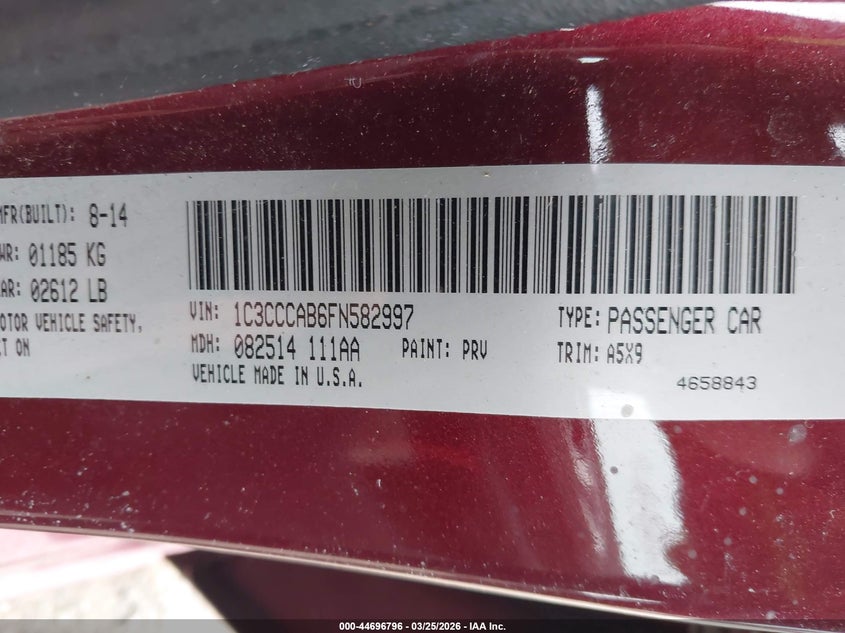 MFR(BUILT): 8-14
WR: 01185 KG
AR: 02612 LB
OTOR VEHICLE SAFETY,
CT ON
VIN: 1C3CCCAB6FN582997
TYPE: PASSENGER CAR
MDH: 082514 111AA
PAINT: PRV
TRIM: A5X9
VEHICLE MADE IN U.S.A.
4658843
000-44696796 - 03/25/2026 - IAA Inc.